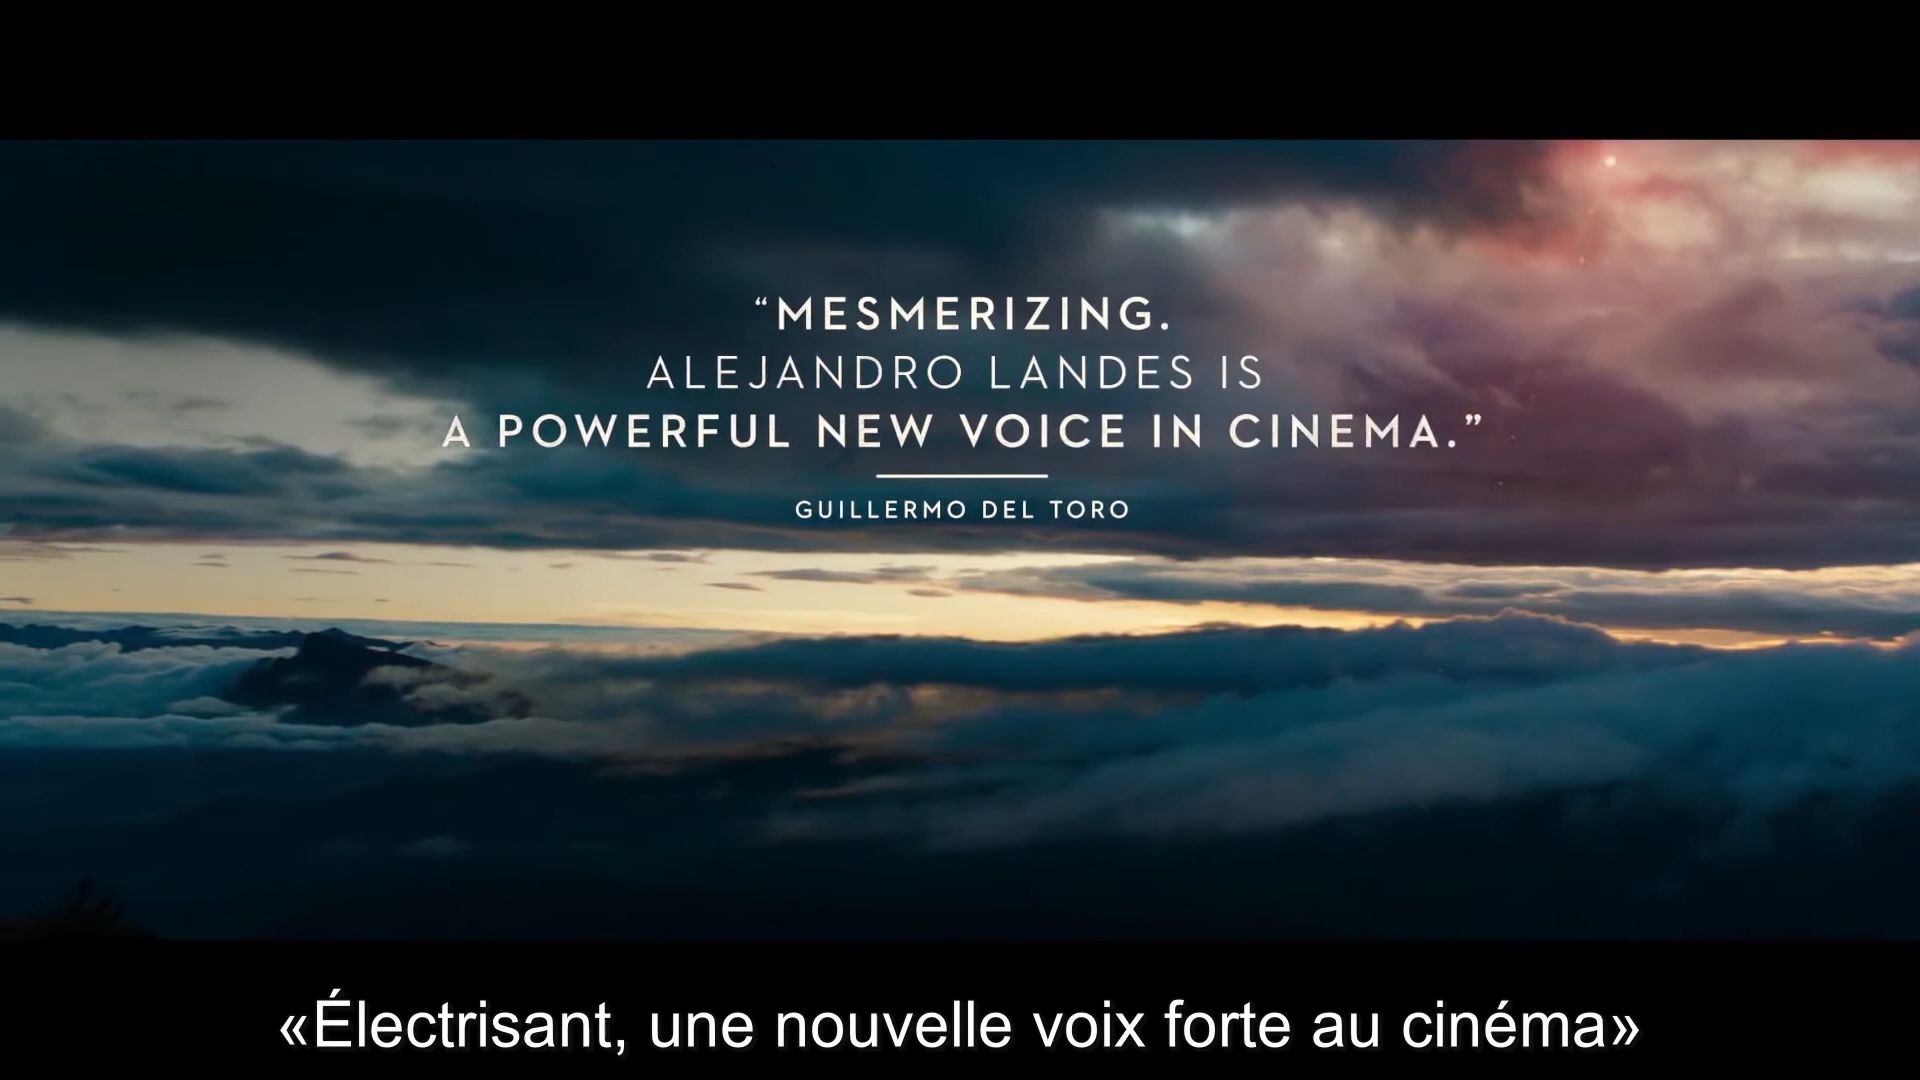 “MESMERIZING.
ALEJANDRO LANDES IS
A POWERFUL NEW VOICE IN CINEMA.”
GUILLERMO DEL TORO
«Électrisant, une nouvelle voix forte au cinéma»